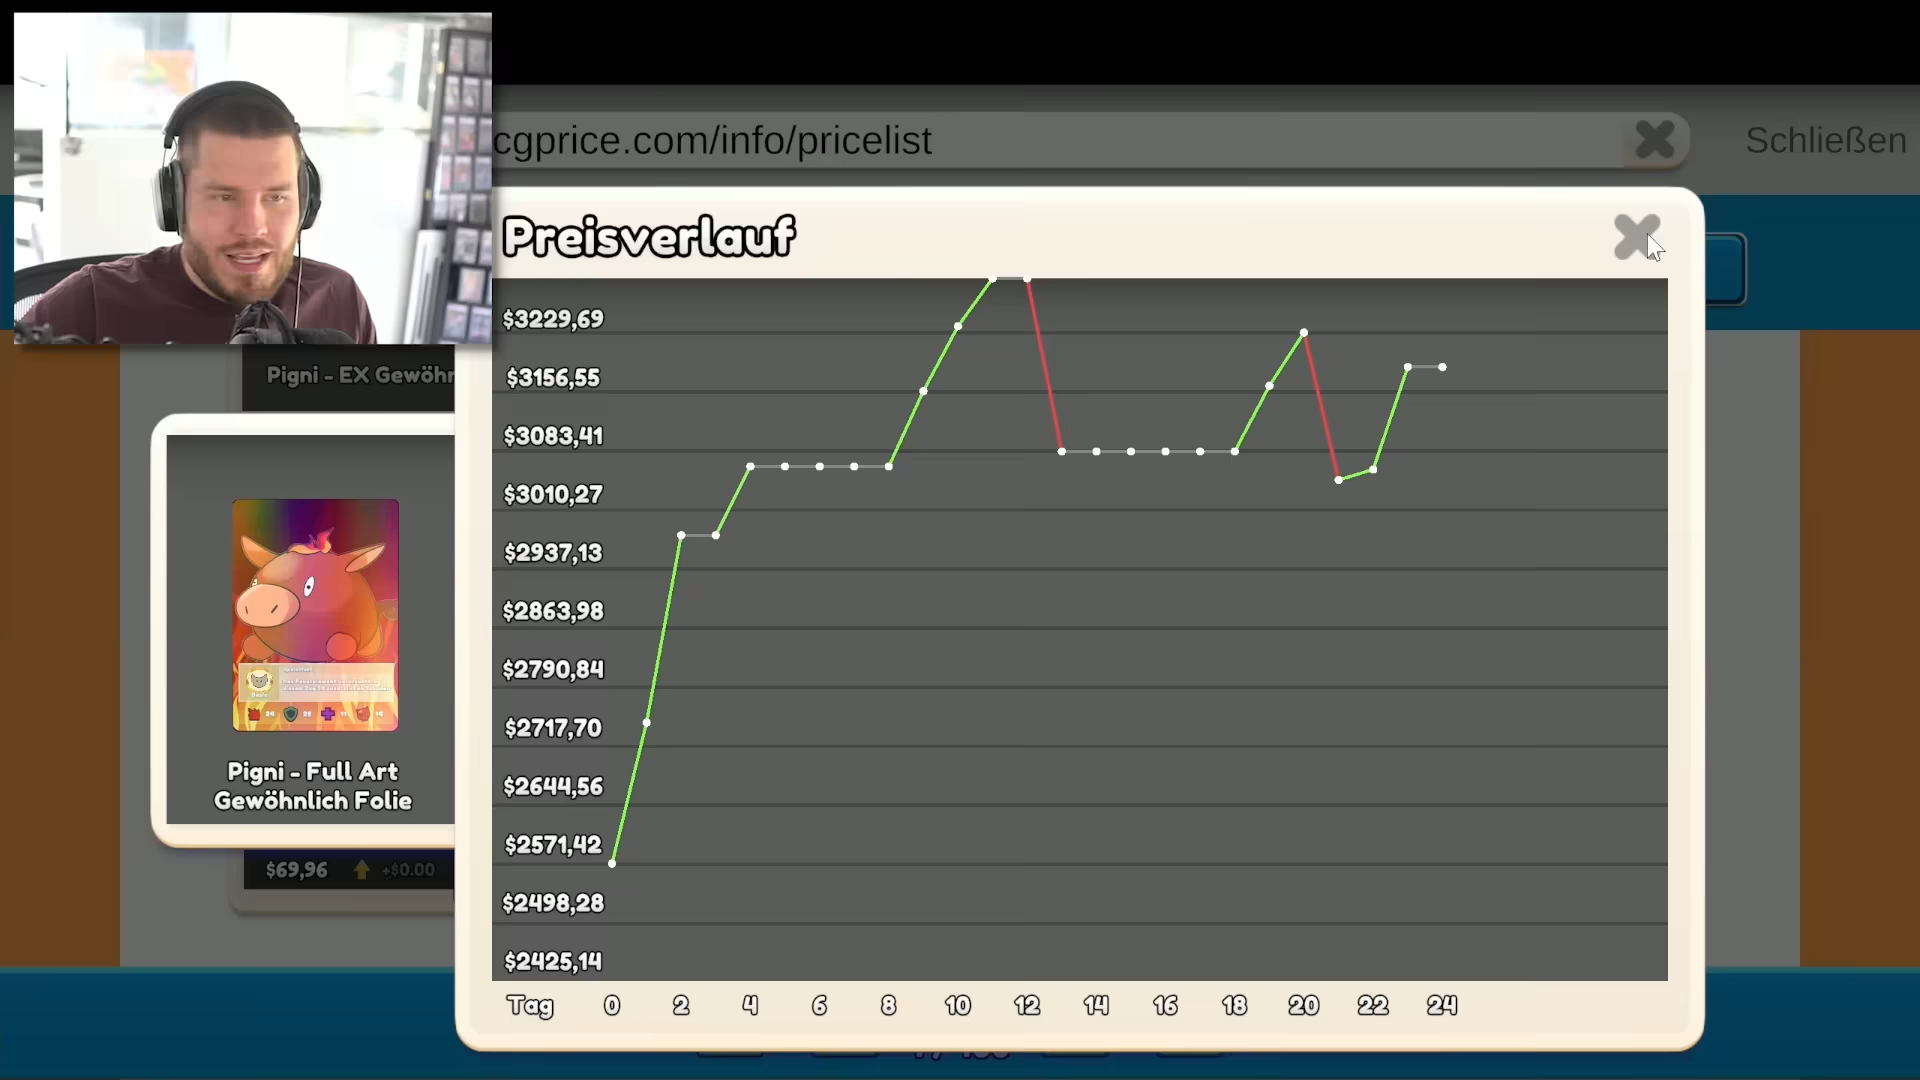 cgprice.com/info/pricelist
Schließen
Preisverlauf
$3229,69
$3156,55
$3083,41
$3010,27
$2937,13
$2863,98
$2790,84
$2717,70
$2644,56
$2571,42
$2498,28
$2425,14
Tag 0 2 4 6 8 10 12 14 16 18 20 22 24
Pigni - EX Gewöhn
Pigni - Full Art
Gewöhnlich Folie
$69,96 +$0.00